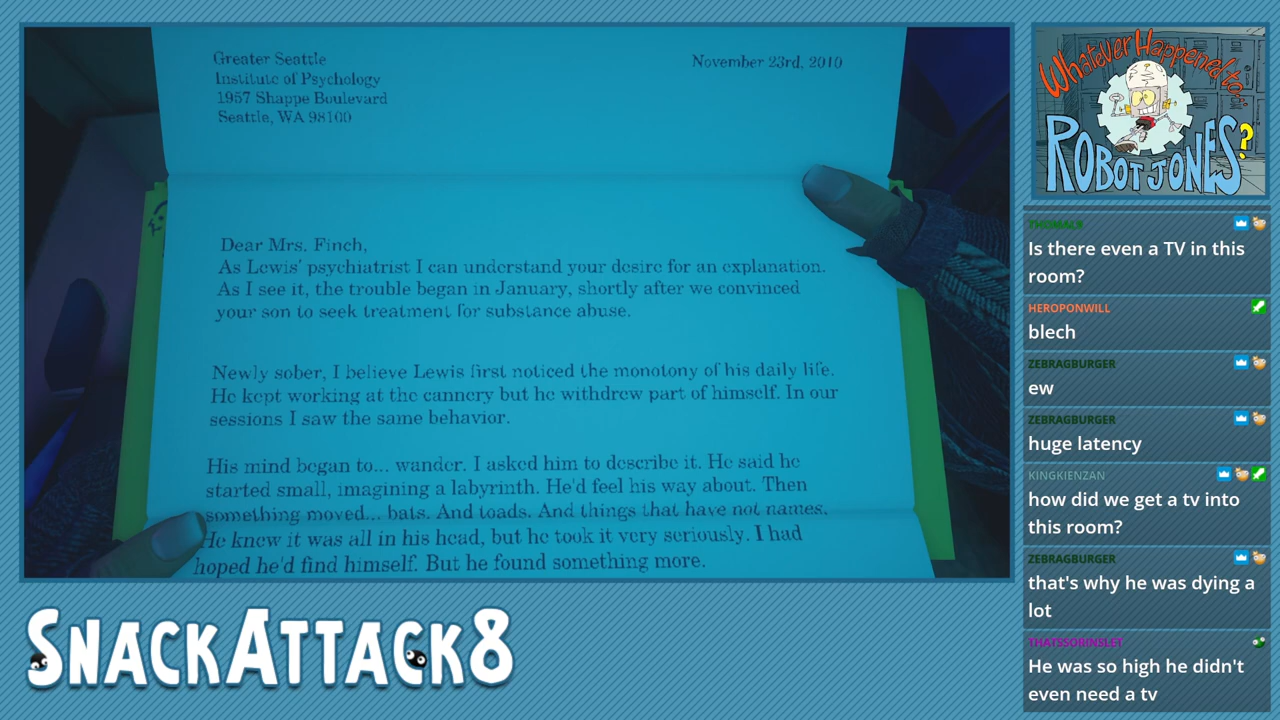 Greater Seattle
Institute of Psychology
1957 Shappe Boulevard
Seattle, WA 98100
November 23rd, 2010
Dear Mrs. Finch,
As Lewis' psychiatrist I can understand your desire for an explanation.
As I see it, the trouble began in January, shortly after we convinced
your son to seek treatment for substance abuse.
Newly sober, I believe Lewis first noticed the monotony of his daily life.
He kept working at the cannery but he withdrew part of himself. In our
sessions I saw the same behavior.
His mind began to... wander. I asked him to describe it. He said he
started small, imagining a labyrinth. He'd feel his way about. Then
something moved... bats. And toads. And things that have not names.
He knew it was all in his head, but he took it very seriously. I had
hoped he'd find himself. But he found something more.
SNACKATTACK8
Whatever Happened to..
ROBOT JONES?
Is there even a TV in this
room?
HEROPONWILL
blech
ZEBRAGBURGER
ew
ZEBRAGBURGER
huge latency
KINGKIENZAN
how did we get a tv into
this room?
ZEBRAGBURGER
that's why he was dying a
lot
THATSSORINSLET
He was so high he didn't
even need a tv